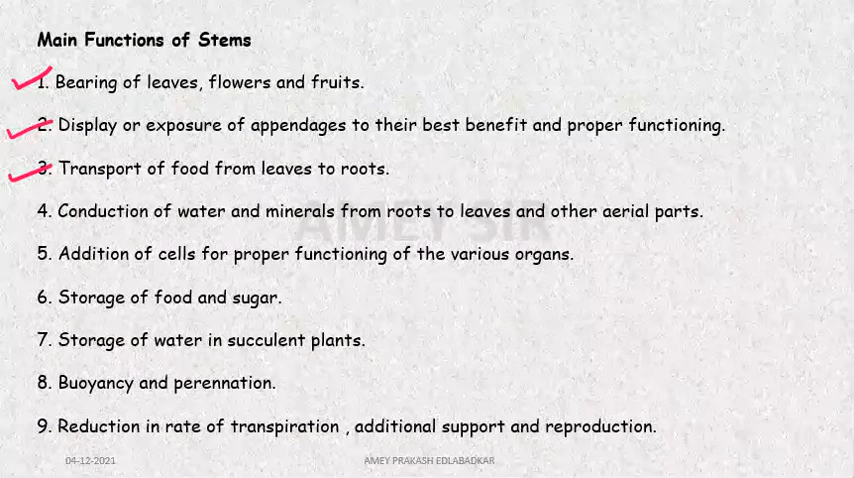 Main Functions of Stems
1. Bearing of leaves, flowers and fruits.
2. Display or exposure of appendages to their best benefit and proper functioning.
3. Transport of food from leaves to roots.
4. Conduction of water and minerals from roots to leaves and other aerial parts.
AMEY SIR
5. Addition of cells for proper functioning of the various organs.
6. Storage of food and sugar.
7. Storage of water in succulent plants.
8. Buoyancy and perennation.
9. Reduction in rate of transpiration , additional support and reproduction.
04-12-2021 AMEY PRAKASH EDLABADKAR